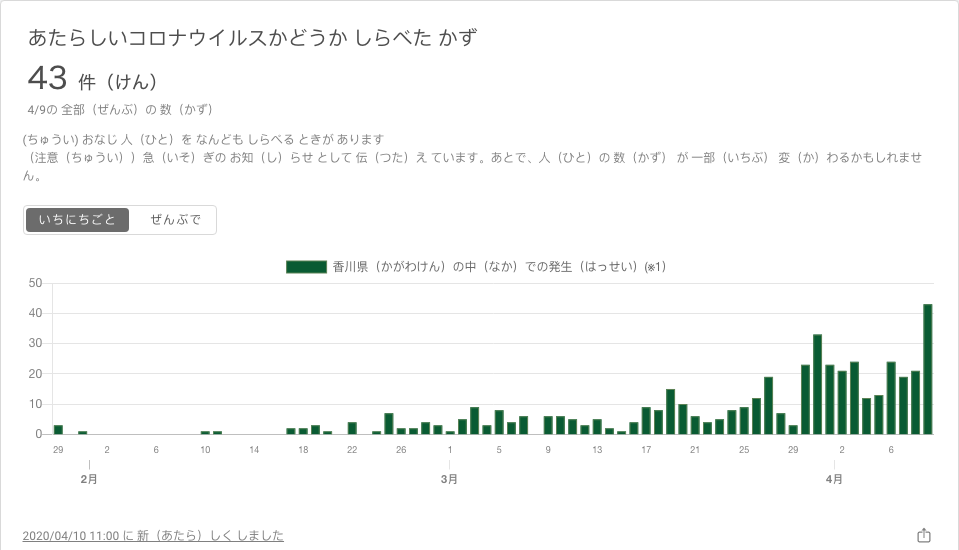 あたらしいコロナウイルスかどうか しらべた かず
43 件（けん）
4/9の 全部（ぜんぶ）の 数（かず）
(ちゅうい) おなじ 人（ひと）を なんども しらべる ときが あります
（注意（ちゅうい））急（いそ）ぎの お知（し）らせ として 伝（つた）え ています。あとで、人（ひと）の 数（かず） が 一部（いちぶ） 変（か）わるかもしれませ
ん。
いちにちごと ぜんぶで
香川県（かがわけん）の中（なか）での発生（はっせい）(※1)
50
40
30
20
10
0
29 2 6 10 14 18 22 26 1 5 9 13 17 21 25 29 2 6
2月 3月 4月
2020/04/10 11:00 に 新（あたら）しく しました